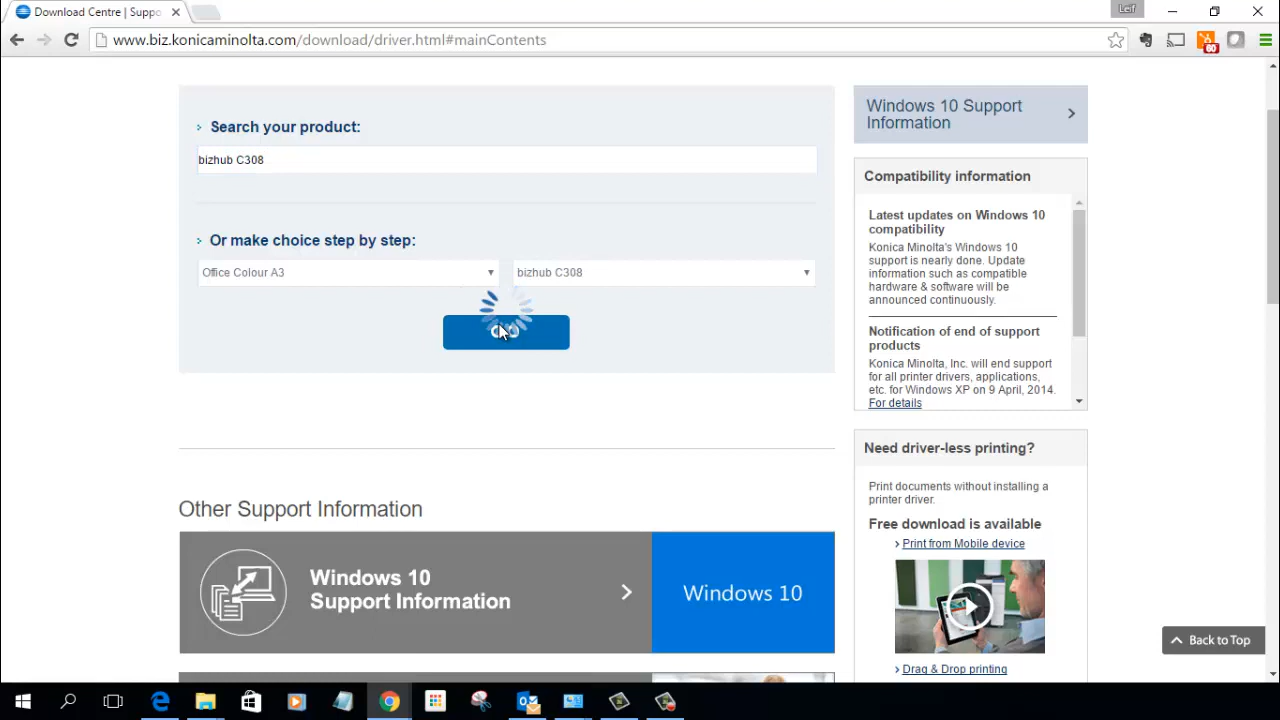 Download Centre | Suppo
Leif
www.biz.konicaminolta.com/download/driver.html#mainContents
60
Search your product:
bizhub C308
Or make choice step by step:
Office Colour A3
bizhub C308
Windows 10 Support
Information
Compatibility information
Latest updates on Windows 10
compatibility
Konica Minolta's Windows 10
support is nearly done. Update
information such as compatible
hardware & software will be
announced continuously.
Notification of end of support
products
Konica Minolta, Inc. will end support
for all printer drivers, applications,
etc. for Windows XP on 9 April, 2014.
For details
Need driver-less printing?
Print documents without installing a
printer driver.
Free download is available
Print from Mobile device
Drag & Drop printing
Other Support Information
Windows 10
Support Information
Windows 10
Back to Top